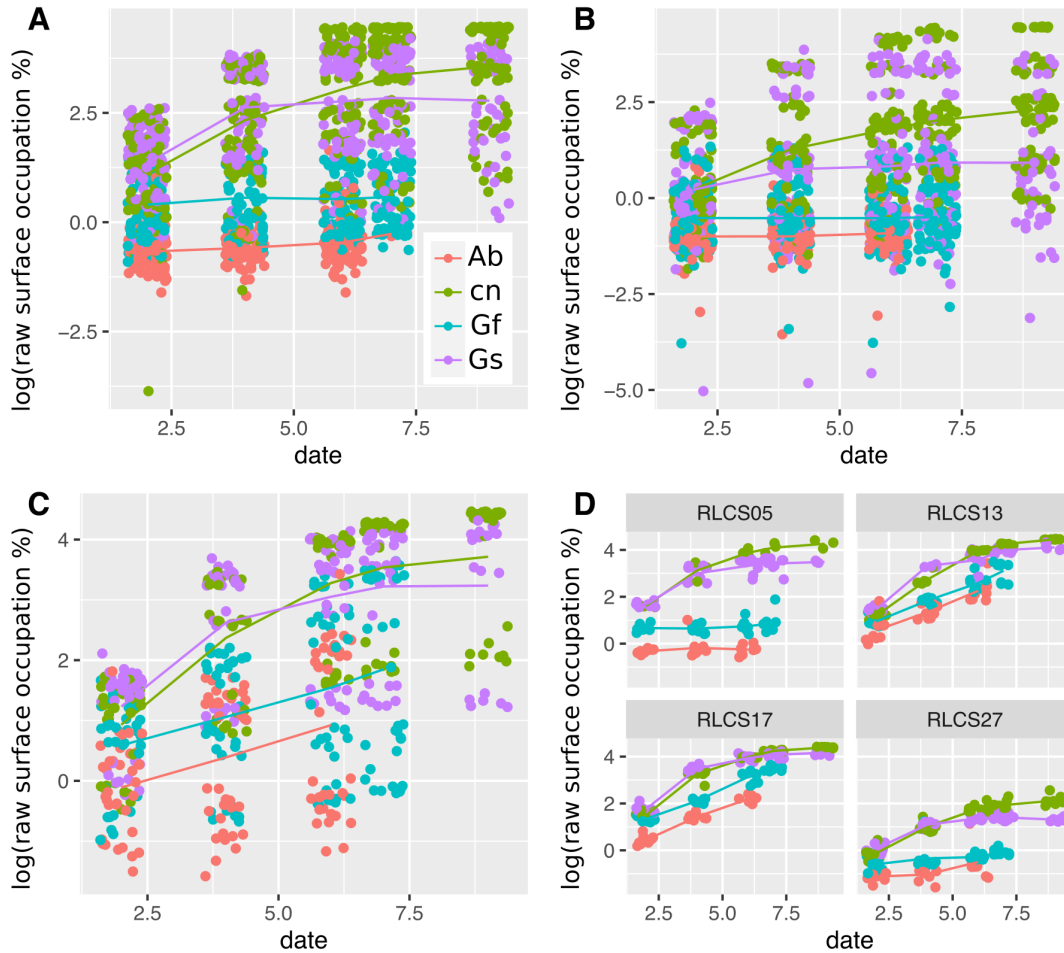 A
log(raw surface occupation %)
2.5
0.0
−2.5
2.5
5.0
7.5
date
Ab
cn
Gf
Gs
B
log(raw surface occupation %)
2.5
0.0
−2.5
−5.0
2.5
5.0
7.5
date
C
log(raw surface occupation %)
4
2
0
2.5
5.0
7.5
date
D
log(raw surface occupation %)
RLCS05
RLCS13
4
2
0
RLCS17
RLCS27
4
2
0
2.5
5.0
7.5
2.5
5.0
7.5
date